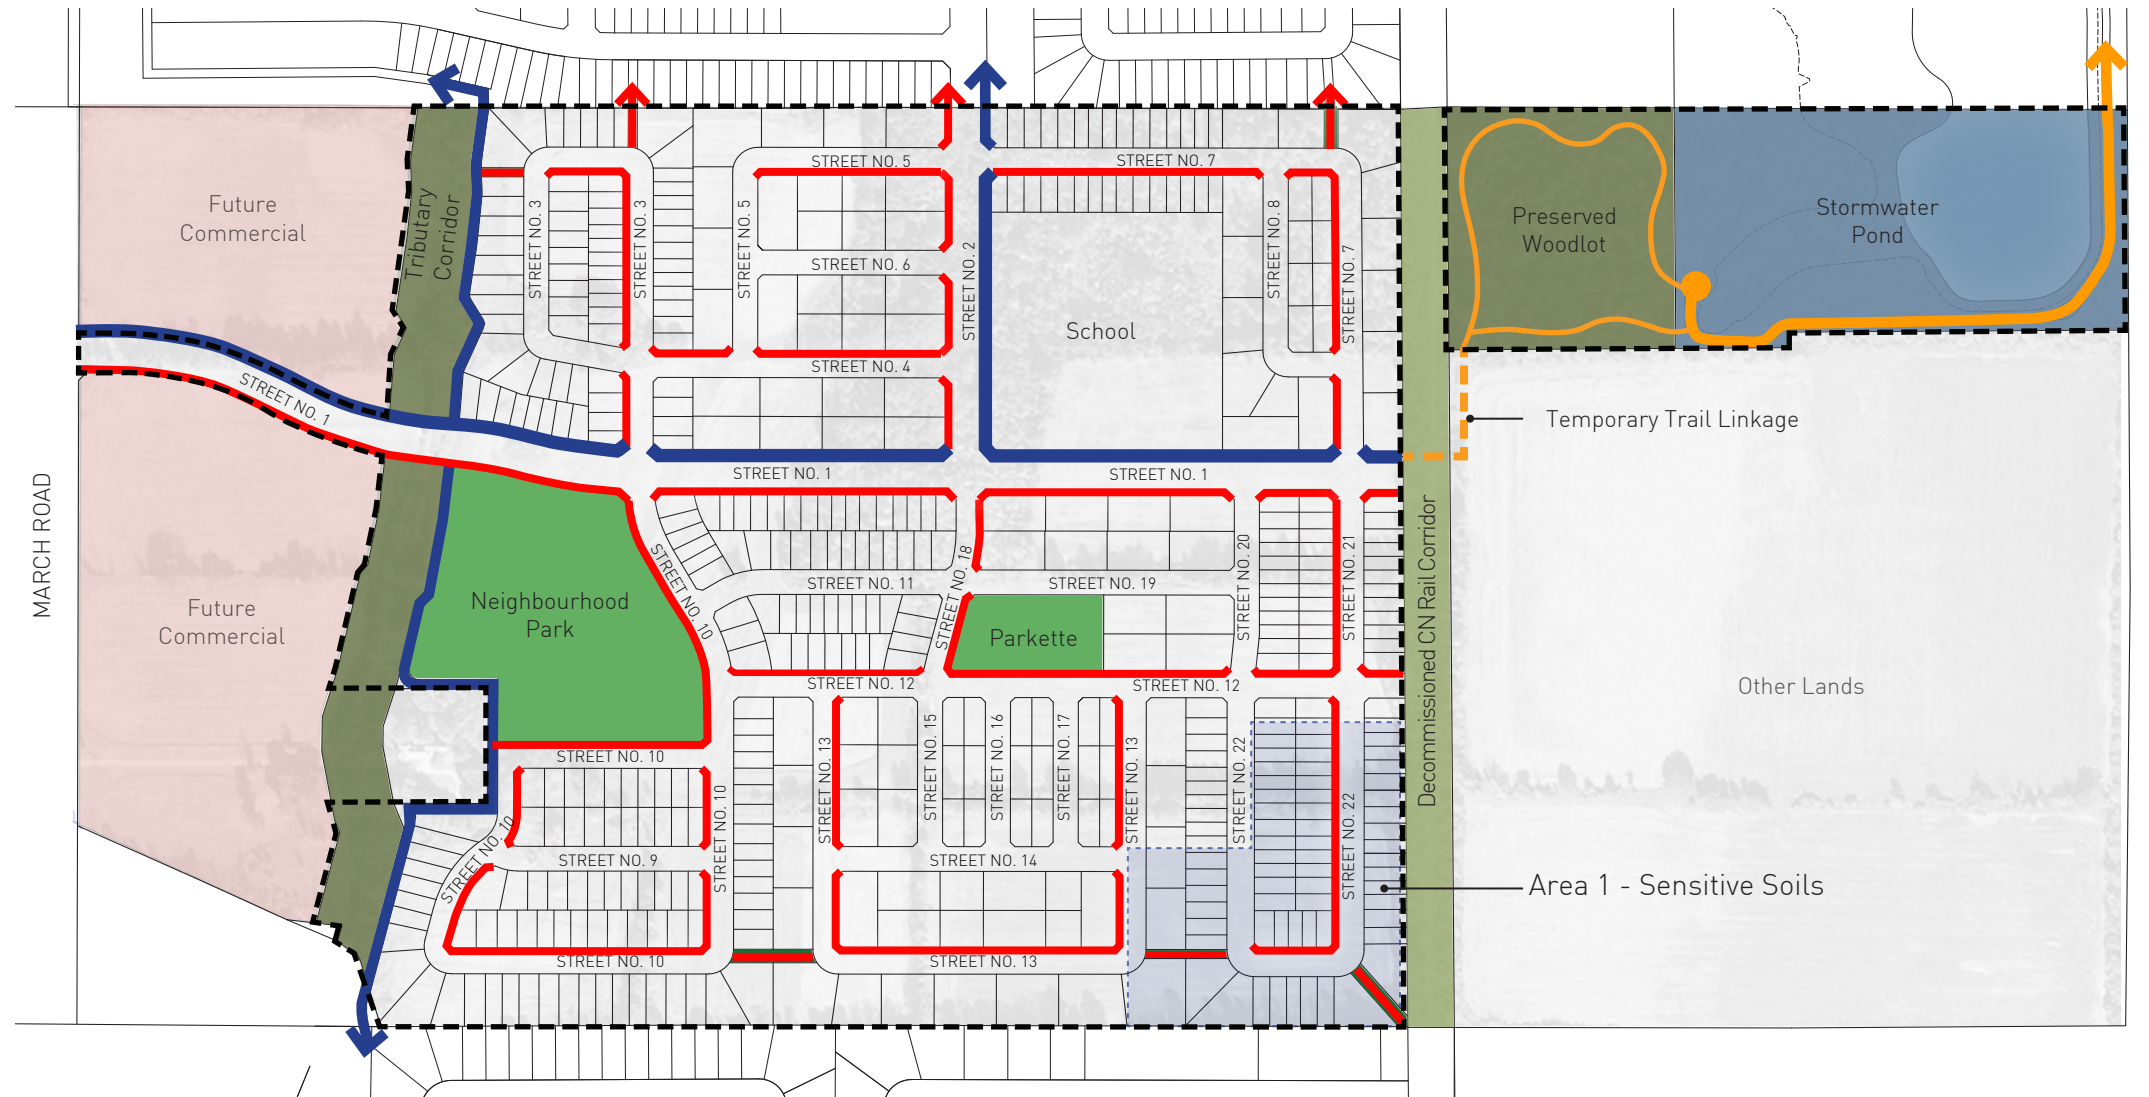 STREET NO. 5
STREET NO. 7
Future
Commercial
Tributary
Corridor
STREET NO. 3
STREET NO. 3
STREET NO. 5
STREET NO. 6
STREET NO. 2
STREET NO. 8
STREET NO. 7
Preserved
Woodlot
Stormwater
Pond
School
STREET NO. 4
STREET NO. 1
Temporary Trail Linkage
STREET NO. 1
STREET NO. 1
MARCH ROAD
Decommissioned CN Rail Corridor
STREET NO. 10
STREET NO. 11
STREET NO. 18
STREET NO. 19
STREET NO. 20
STREET NO. 21
Neighbourhood
Park
Future
Commercial
Parkette
STREET NO. 12
STREET NO. 12
Other Lands
STREET NO. 10
STREET NO. 13
STREET NO. 15
STREET NO. 16
STREET NO. 17
STREET NO. 13
STREET NO. 22
STREET NO. 22
STREET NO. 10
STREET NO. 10
STREET NO. 9
STREET NO. 14
Area 1 - Sensitive Soils
STREET NO. 10
STREET NO. 13